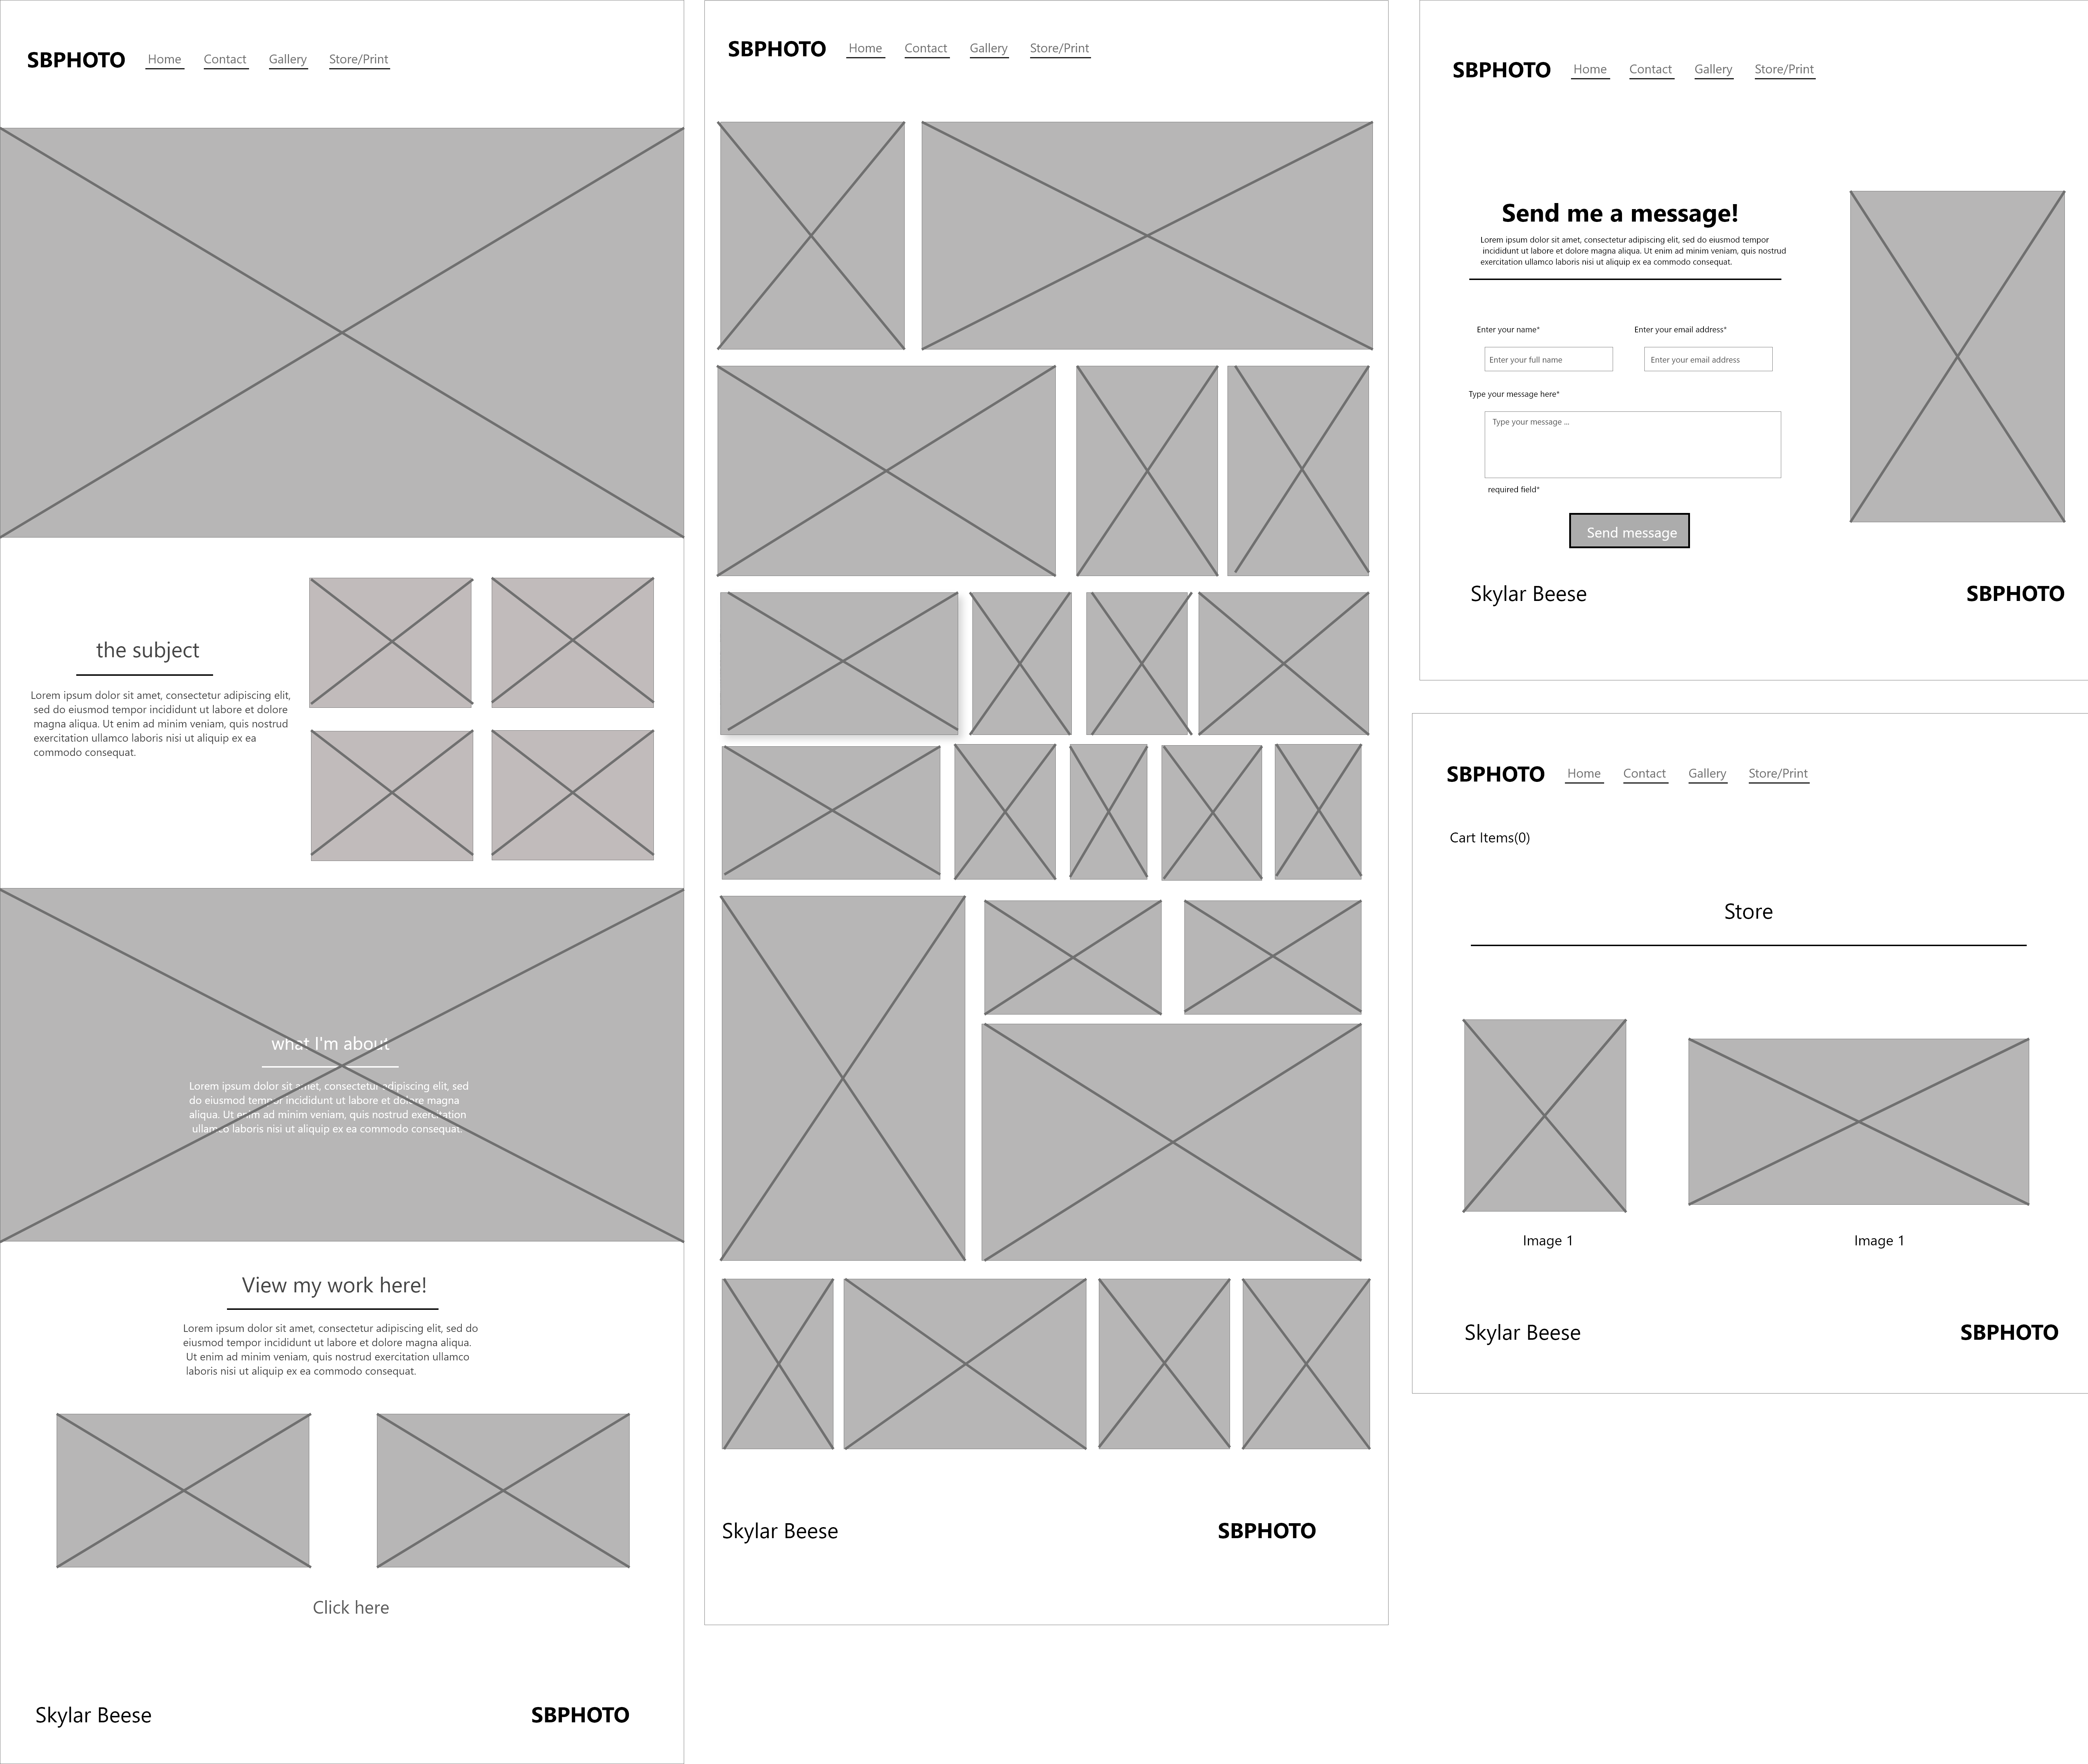 SBPHOTO Home Contact Gallery Store/Print
the subject
Lorem ipsum dolor sit amet, consectetur adipiscing elit,
sed do eiusmod tempor incididunt ut labore et dolore
magna aliqua. Ut enim ad minim veniam, quis nostrud
exercitation ullamco laboris nisi ut aliquip ex ea
commodo consequat.
what I'm about
Lorem ipsum dolor sit amet, consectetur adipiscing elit, sed
do eiusmod tempor incididunt ut labore et dolore magna
aliqua. Ut enim ad minim veniam, quis nostrud exercitation
ullamco laboris nisi ut aliquip ex ea commodo consequat.
View my work here!
Lorem ipsum dolor sit amet, consectetur adipiscing elit, sed do
eiusmod tempor incididunt ut labore et dolore magna aliqua.
Ut enim ad minim veniam, quis nostrud exercitation ullamco
laboris nisi ut aliquip ex ea commodo consequat.
Click here
Skylar Beese SBPHOTO
SBPHOTO Home Contact Gallery Store/Print
Skylar Beese SBPHOTO
SBPHOTO Home Contact Gallery Store/Print
Send me a message!
Lorem ipsum dolor sit amet, consectetur adipiscing elit, sed do eiusmod tempor
incididunt ut labore et dolore magna aliqua. Ut enim ad minim veniam, quis nostrud
exercitation ullamco laboris nisi ut aliquip ex ea commodo consequat.
Enter your name* Enter your email address*
Enter your full name Enter your email address
Type your message here*
Type your message ...
required field*
Send message
Skylar Beese SBPHOTO
SBPHOTO Home Contact Gallery Store/Print
Cart Items(0)
Store
Image 1 Image 1
Skylar Beese SBPHOTO